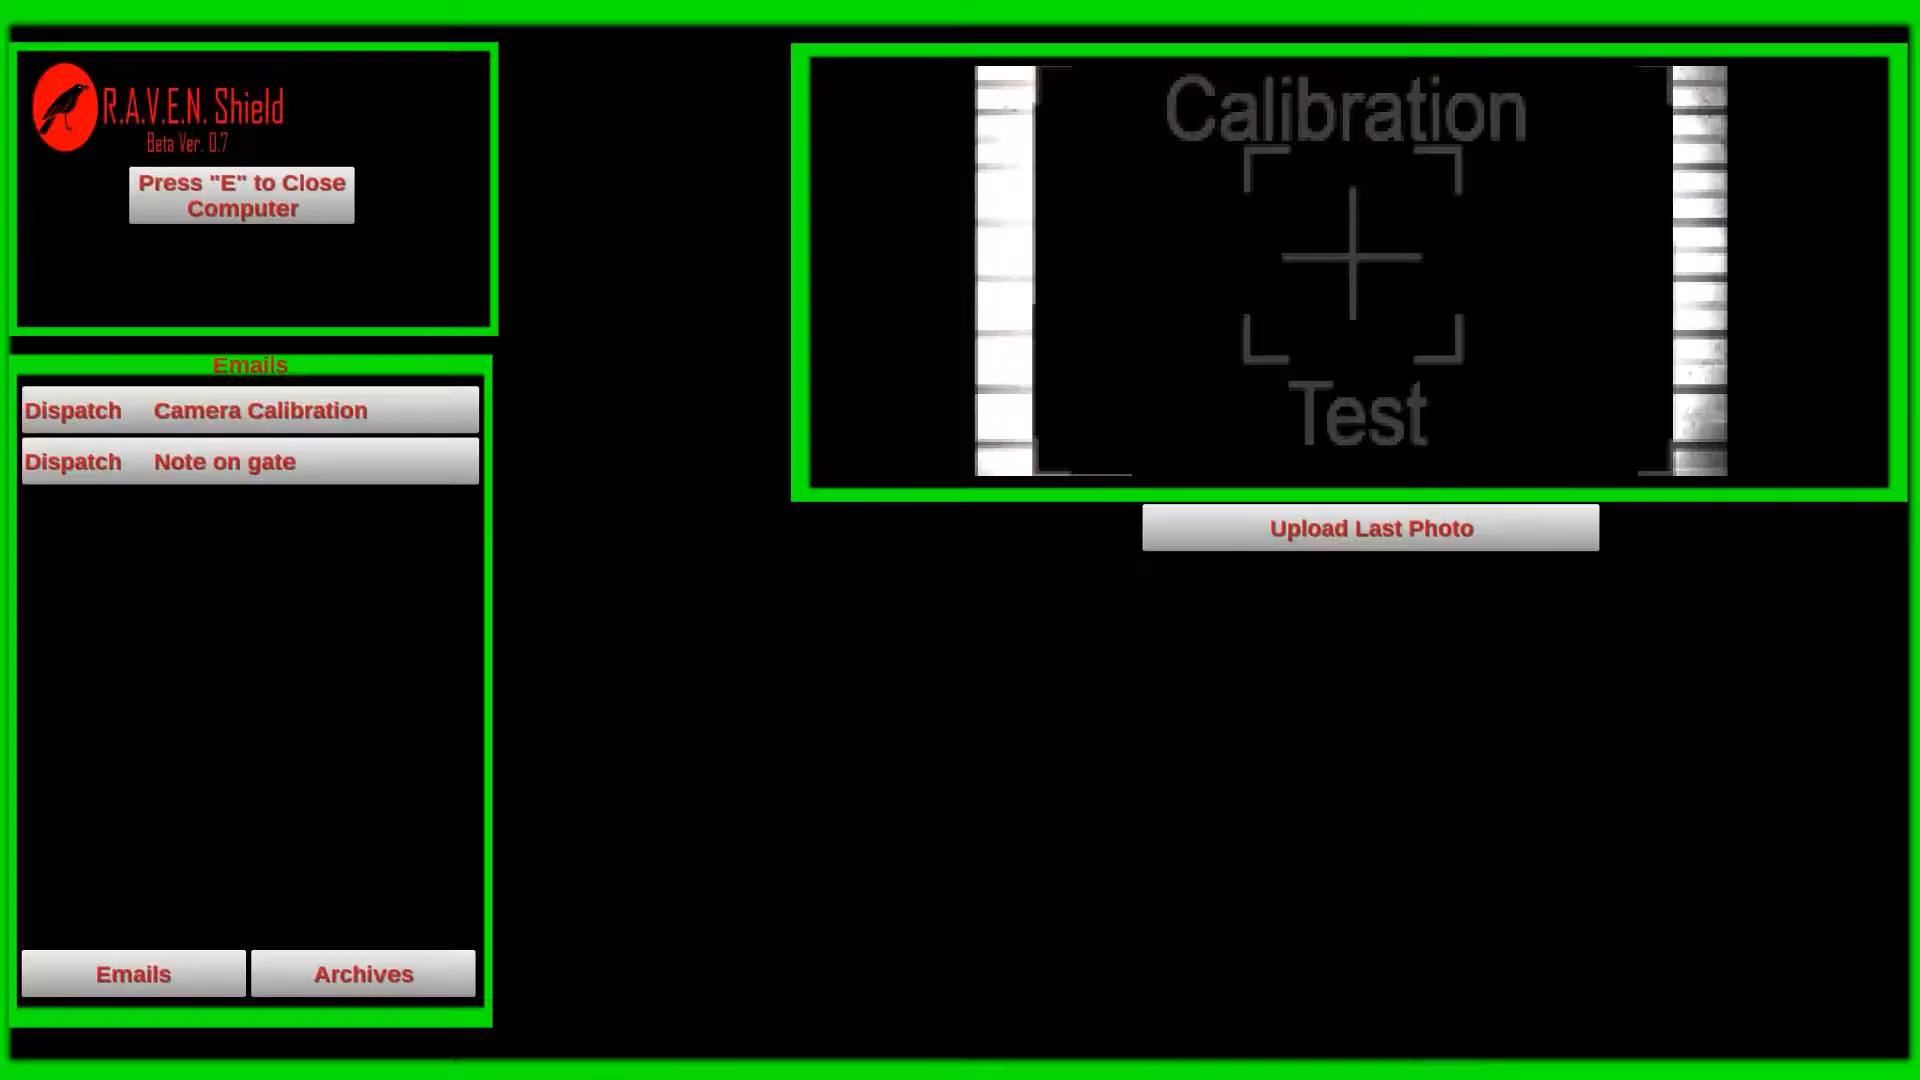 R.A.V.E.N. Shield
Beta Ver. 0.7
Press "E" to Close
Computer
Emails
Dispatch Camera Calibration
Dispatch Note on gate
Emails
Archives
Calibration
Test
Upload Last Photo